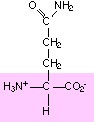 O NH₂
C
CH₂
CH₂
H₃N⁺ CO₂⁻
H